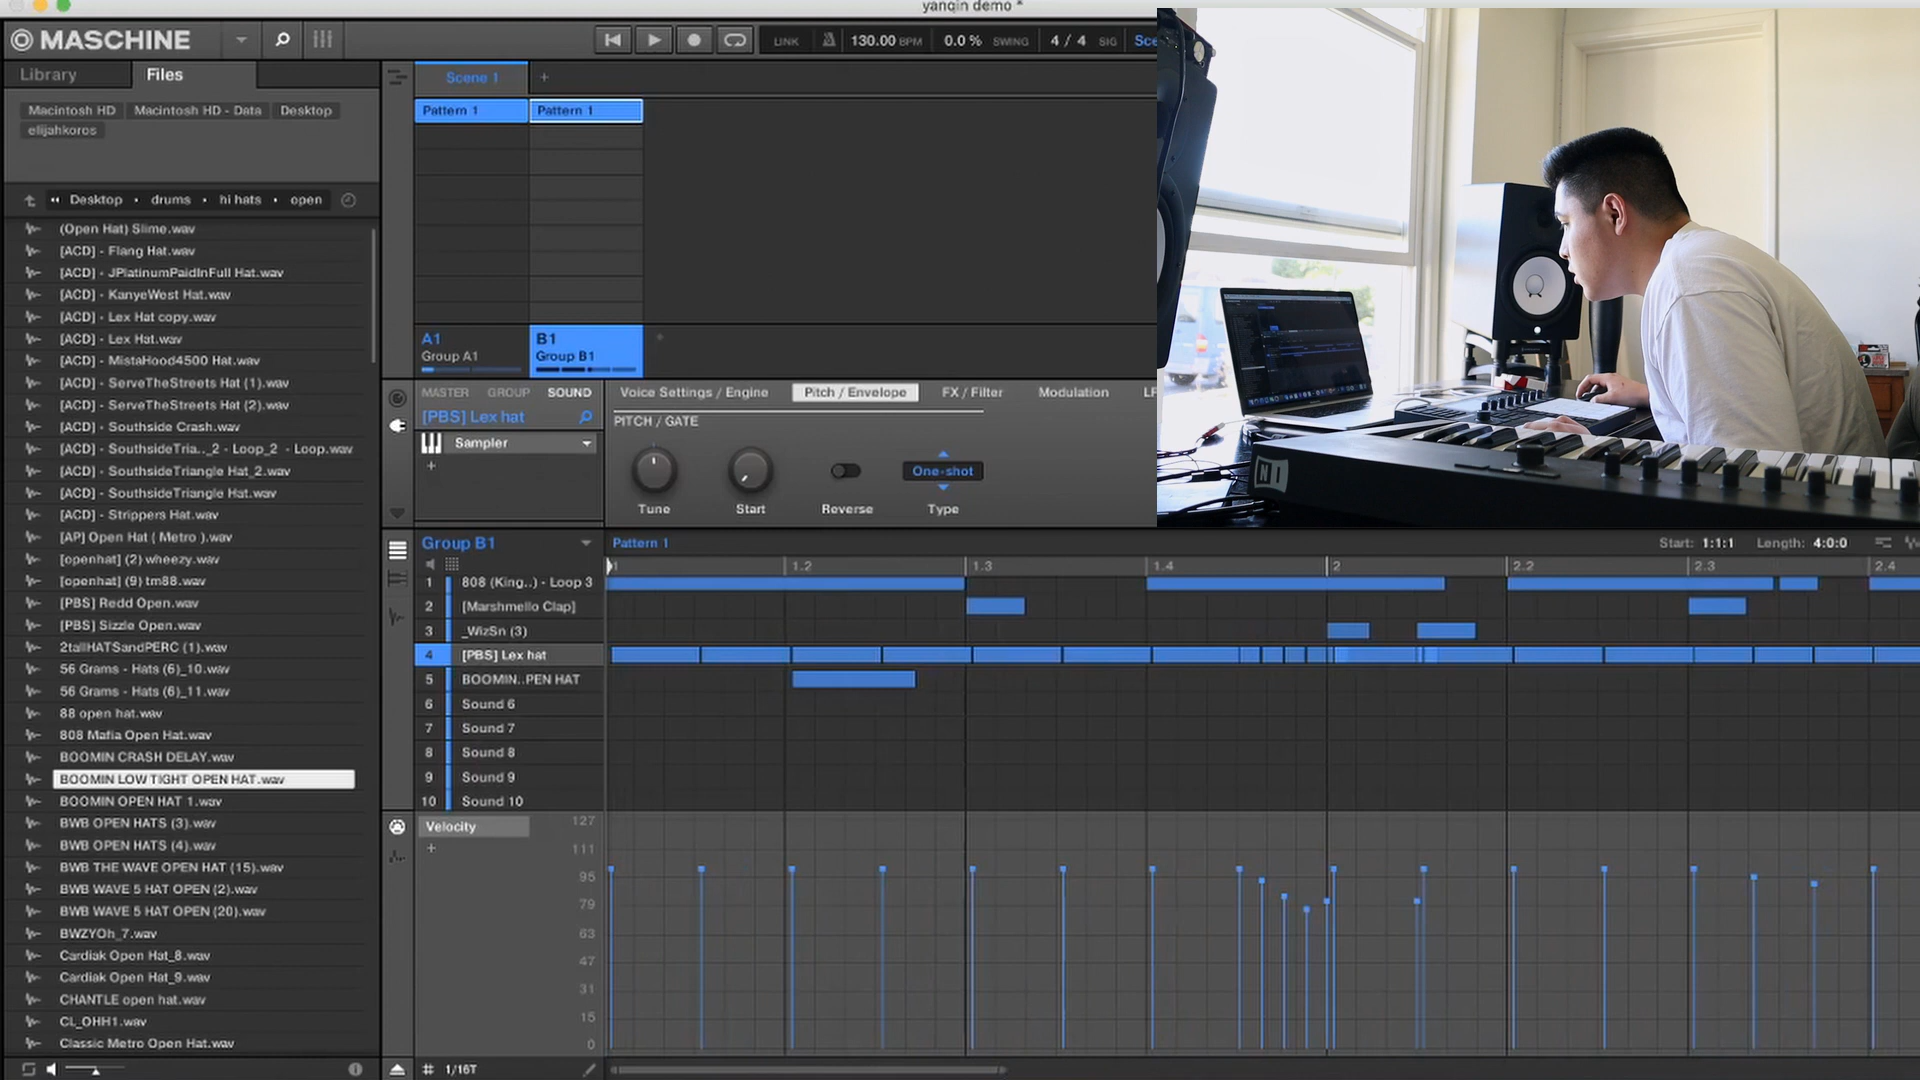 yanqin demo *
MASCHINE
LINK 130.00 BPM 0.0 % SWING 4 / 4 SIG Sce
Library Files
Macintosh HD Macintosh HD - Data Desktop
elijahkoros
Desktop drums hi hats open
(Open Hat) Slime.wav
[ACD] - Flang Hat.wav
[ACD] - JPlatinumPaidInFull Hat.wav
[ACD] - KanyeWest Hat.wav
[ACD] - Lex Hat copy.wav
[ACD] - Lex Hat.wav
[ACD] - MistaHood4500 Hat.wav
[ACD] - ServeTheStreets Hat (1).wav
[ACD] - ServeTheStreets Hat (2).wav
[ACD] - Southside Crash.wav
[ACD] - SouthsideTria.._2 - Loop_2 - Loop.wav
[ACD] - SouthsideTriangle Hat_2.wav
[ACD] - SouthsideTriangle Hat.wav
[ACD] - Strippers Hat.wav
[AP] Open Hat ( Metro ).wav
[openhat] (2) wheezy.wav
[openhat] (9) tm88.wav
[PBS] Redd Open.wav
[PBS] Sizzle Open.wav
2tallHATSandPERC (1).wav
56 Grams - Hats (6)_10.wav
56 Grams - Hats (6)_11.wav
88 open hat.wav
808 Mafia Open Hat.wav
BOOMIN CRASH DELAY.wav
BOOMIN LOW TIGHT OPEN HAT.wav
BOOMIN OPEN HAT 1.wav
BWB OPEN HATS (3).wav
BWB OPEN HATS (4).wav
BWB THE WAVE OPEN HAT (15).wav
BWB WAVE 5 HAT OPEN (2).wav
BWB WAVE 5 HAT OPEN (20).wav
BWZYOh_7.wav
Cardiak Open Hat_8.wav
Cardiak Open Hat_9.wav
CHANTLE open hat.wav
CL_OHH1.wav
Classic Metro Open Hat.wav
Scene 1 +
Pattern 1 Pattern 1
A1 B1 +
Group A1 Group B1
MASTER GROUP SOUND
[PBS] Lex hat
Sampler
+
Voice Settings / Engine Pitch / Envelope FX / Filter Modulation LF
PITCH / GATE
One-shot
Tune Start Reverse Type
NI
Group B1 Pattern 1 Start: 1:1:1 Length: 4:0:0
1 1.2 1.3 1.4 2 2.2 2.3 2.4
1 808 (King..) - Loop 3
2 [Marshmello Clap]
3 _WizSn (3)
4 [PBS] Lex hat
5 BOOMIN..PEN HAT
6 Sound 6
7 Sound 7
8 Sound 8
9 Sound 9
10 Sound 10
Velocity 127
+ 111
95
79
63
47
31
15
0
1/16T